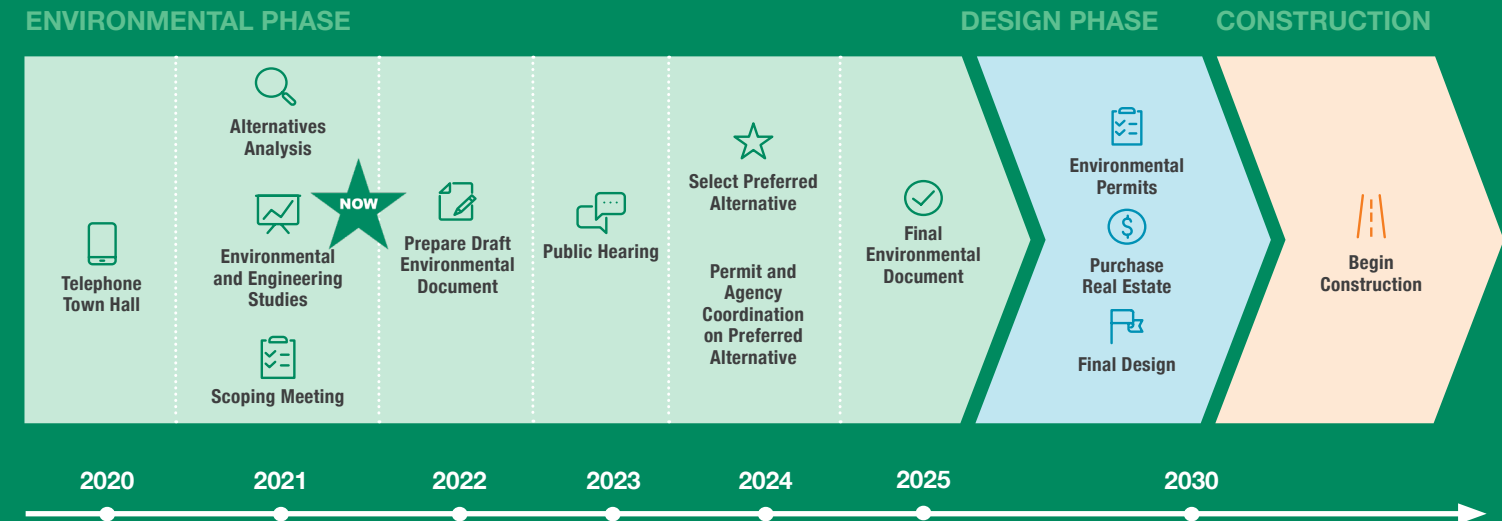 ENVIRONMENTAL PHASE
DESIGN PHASE
CONSTRUCTION
Telephone
Town Hall
Alternatives
Analysis
Environmental
and Engineering
Studies
Scoping Meeting
NOW
Prepare Draft
Environmental
Document
Public Hearing
Select Preferred
Alternative
Permit and
Agency
Coordination
on Preferred
Alternative
Final
Environmental
Document
Environmental
Permits
$
Purchase
Real Estate
Final Design
Begin
Construction
2020
2021
2022
2023
2024
2025
2030